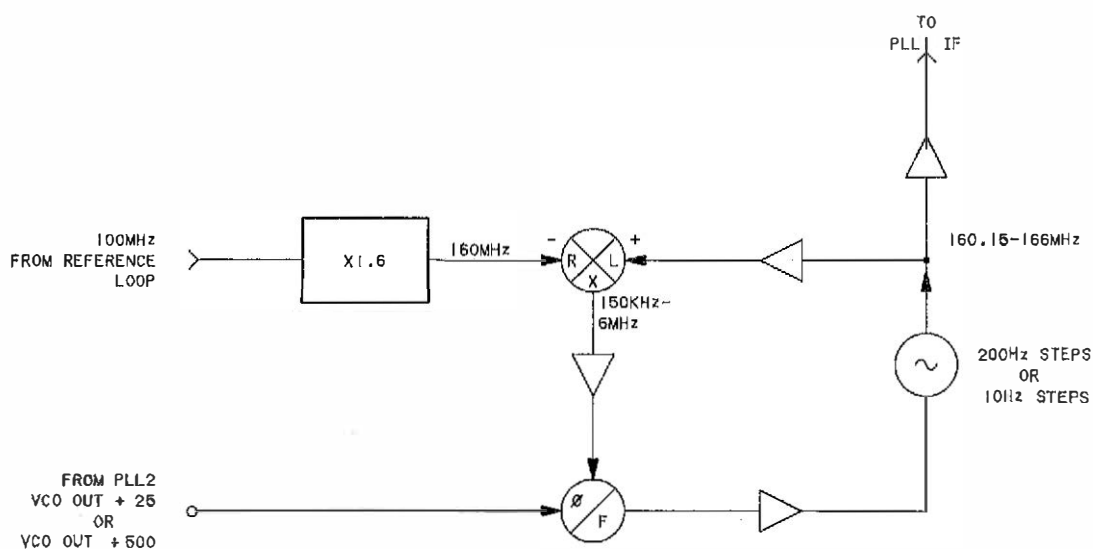 TO
PLL IF
100MHz
FROM REFERENCE
LOOP
X1.6
160MHz
-
+
R
L
X
160.15-166MHz
150KHz-
6MHz
200Hz STEPS
OR
10Hz STEPS
FROM PLL2
VCO OUT ÷ 25
OR
VCO OUT ÷500
Ø
F